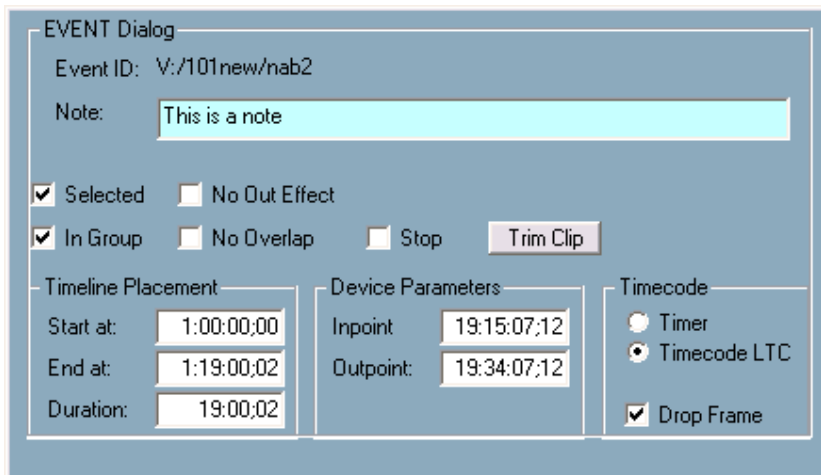 EVENT Dialog
Event ID: V:/101new/nab2
Note: This is a note
Selected No Out Effect
In Group No Overlap Stop Trim Clip
Timeline Placement
Start at: 1:00:00;00
End at: 1:19:00;02
Duration: 19:00;02
Device Parameters
Inpoint 19:15:07;12
Outpoint: 19:34:07;12
Timecode
Timer
Timecode LTC
Drop Frame